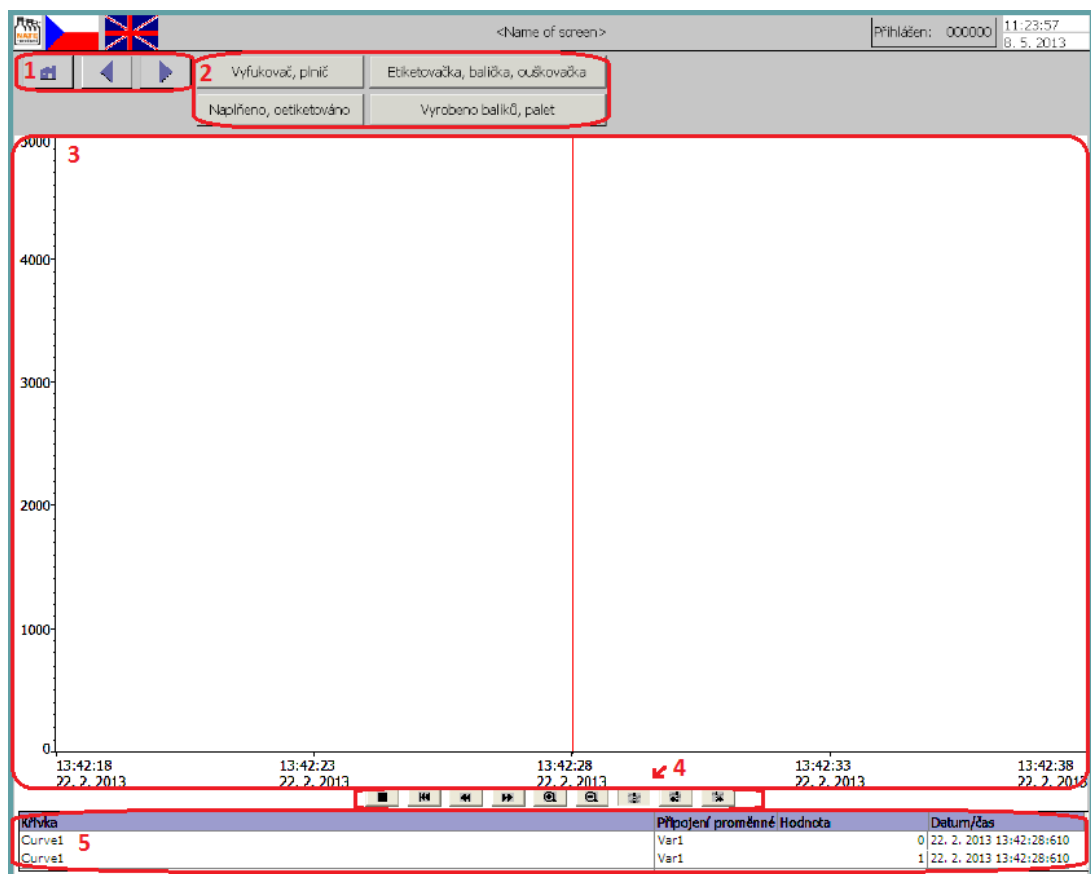 <Name of screen>
Přihlášen: 000000
11:23:57
8. 5. 2013
1
2
Vyfukovač, plnič
Etiketovačka, balička, ouškovačka
Naplňeno, oetiketováno
Vyrobeno balíků, palet
3
5000
4000
3000
2000
1000
0
13:42:18 13:42:23 13:42:28 13:42:33 13:42:38
22. 2. 2013 22. 2. 2013 22. 2. 2013 22. 2. 2013 22. 2. 2013
4
Křivka Připojení proměnné Hodnota Datum/čas
Curve1 Var1 0 22. 2. 2013 13:42:28:610
5
Curve1 Var1 1 22. 2. 2013 13:42:28:610